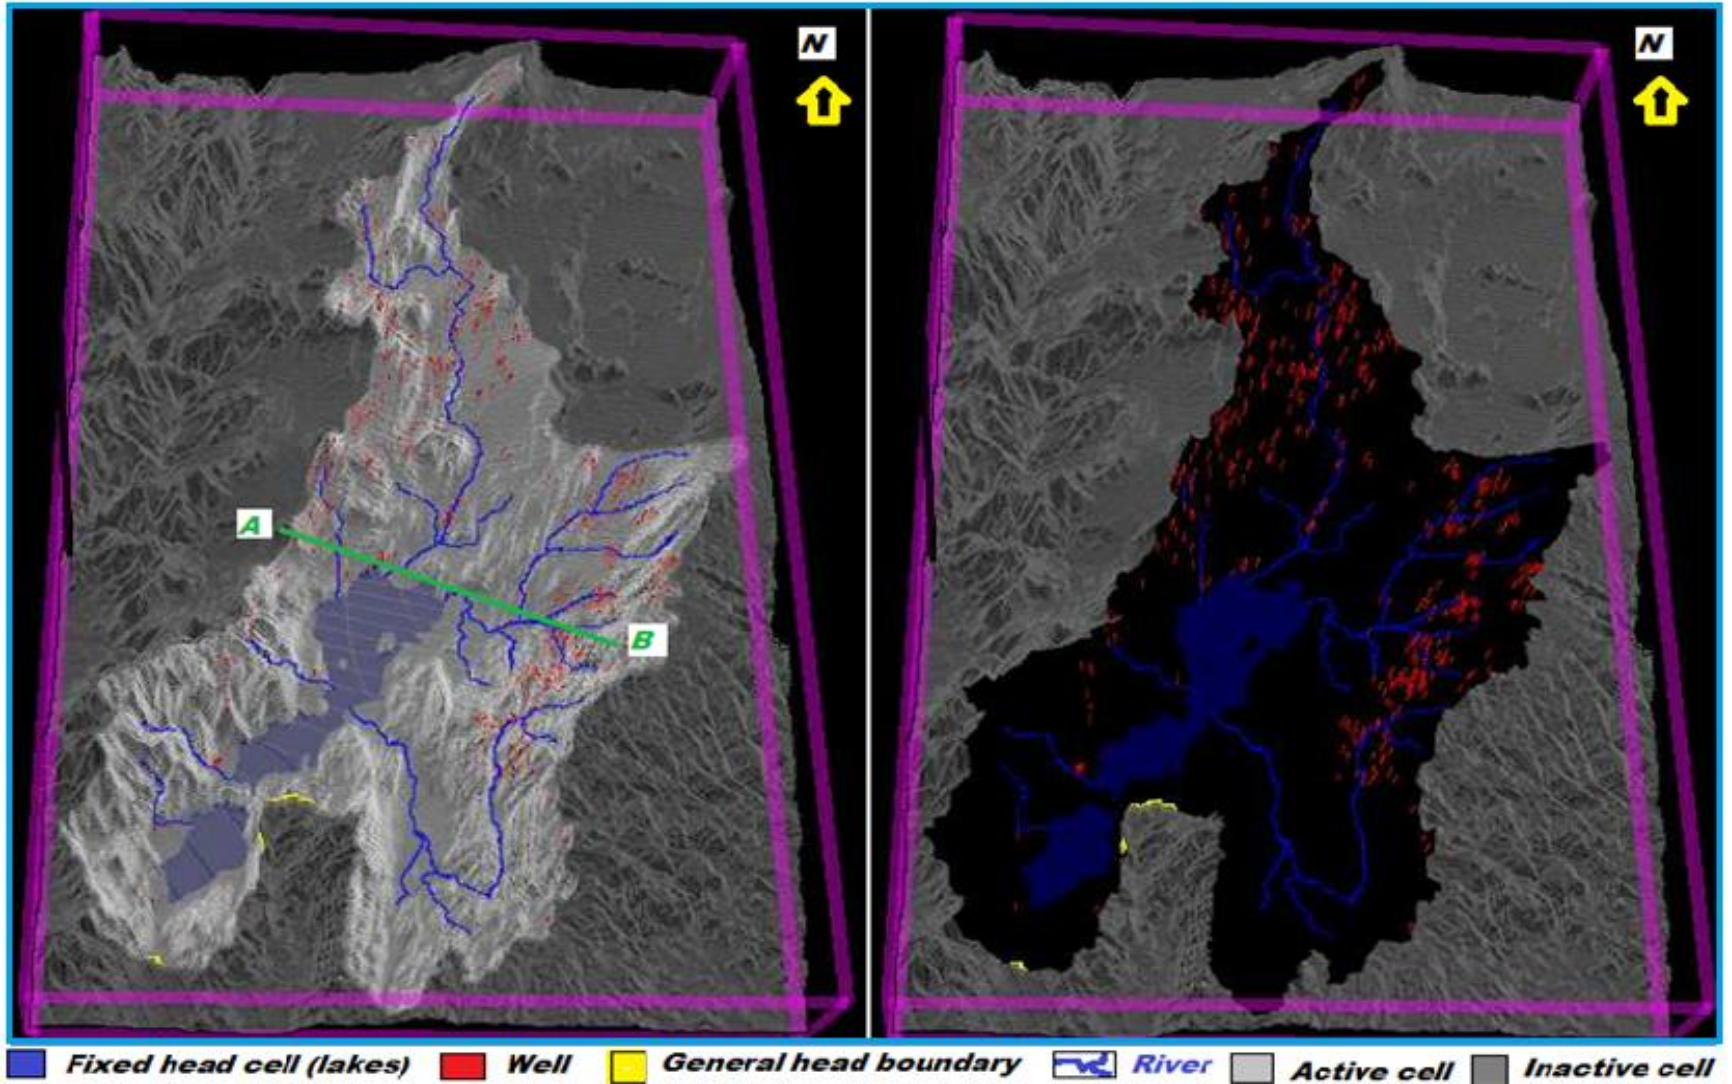 N
N
A
B
Fixed head cell (lakes) Well General head boundary River Active cell Inactive cell